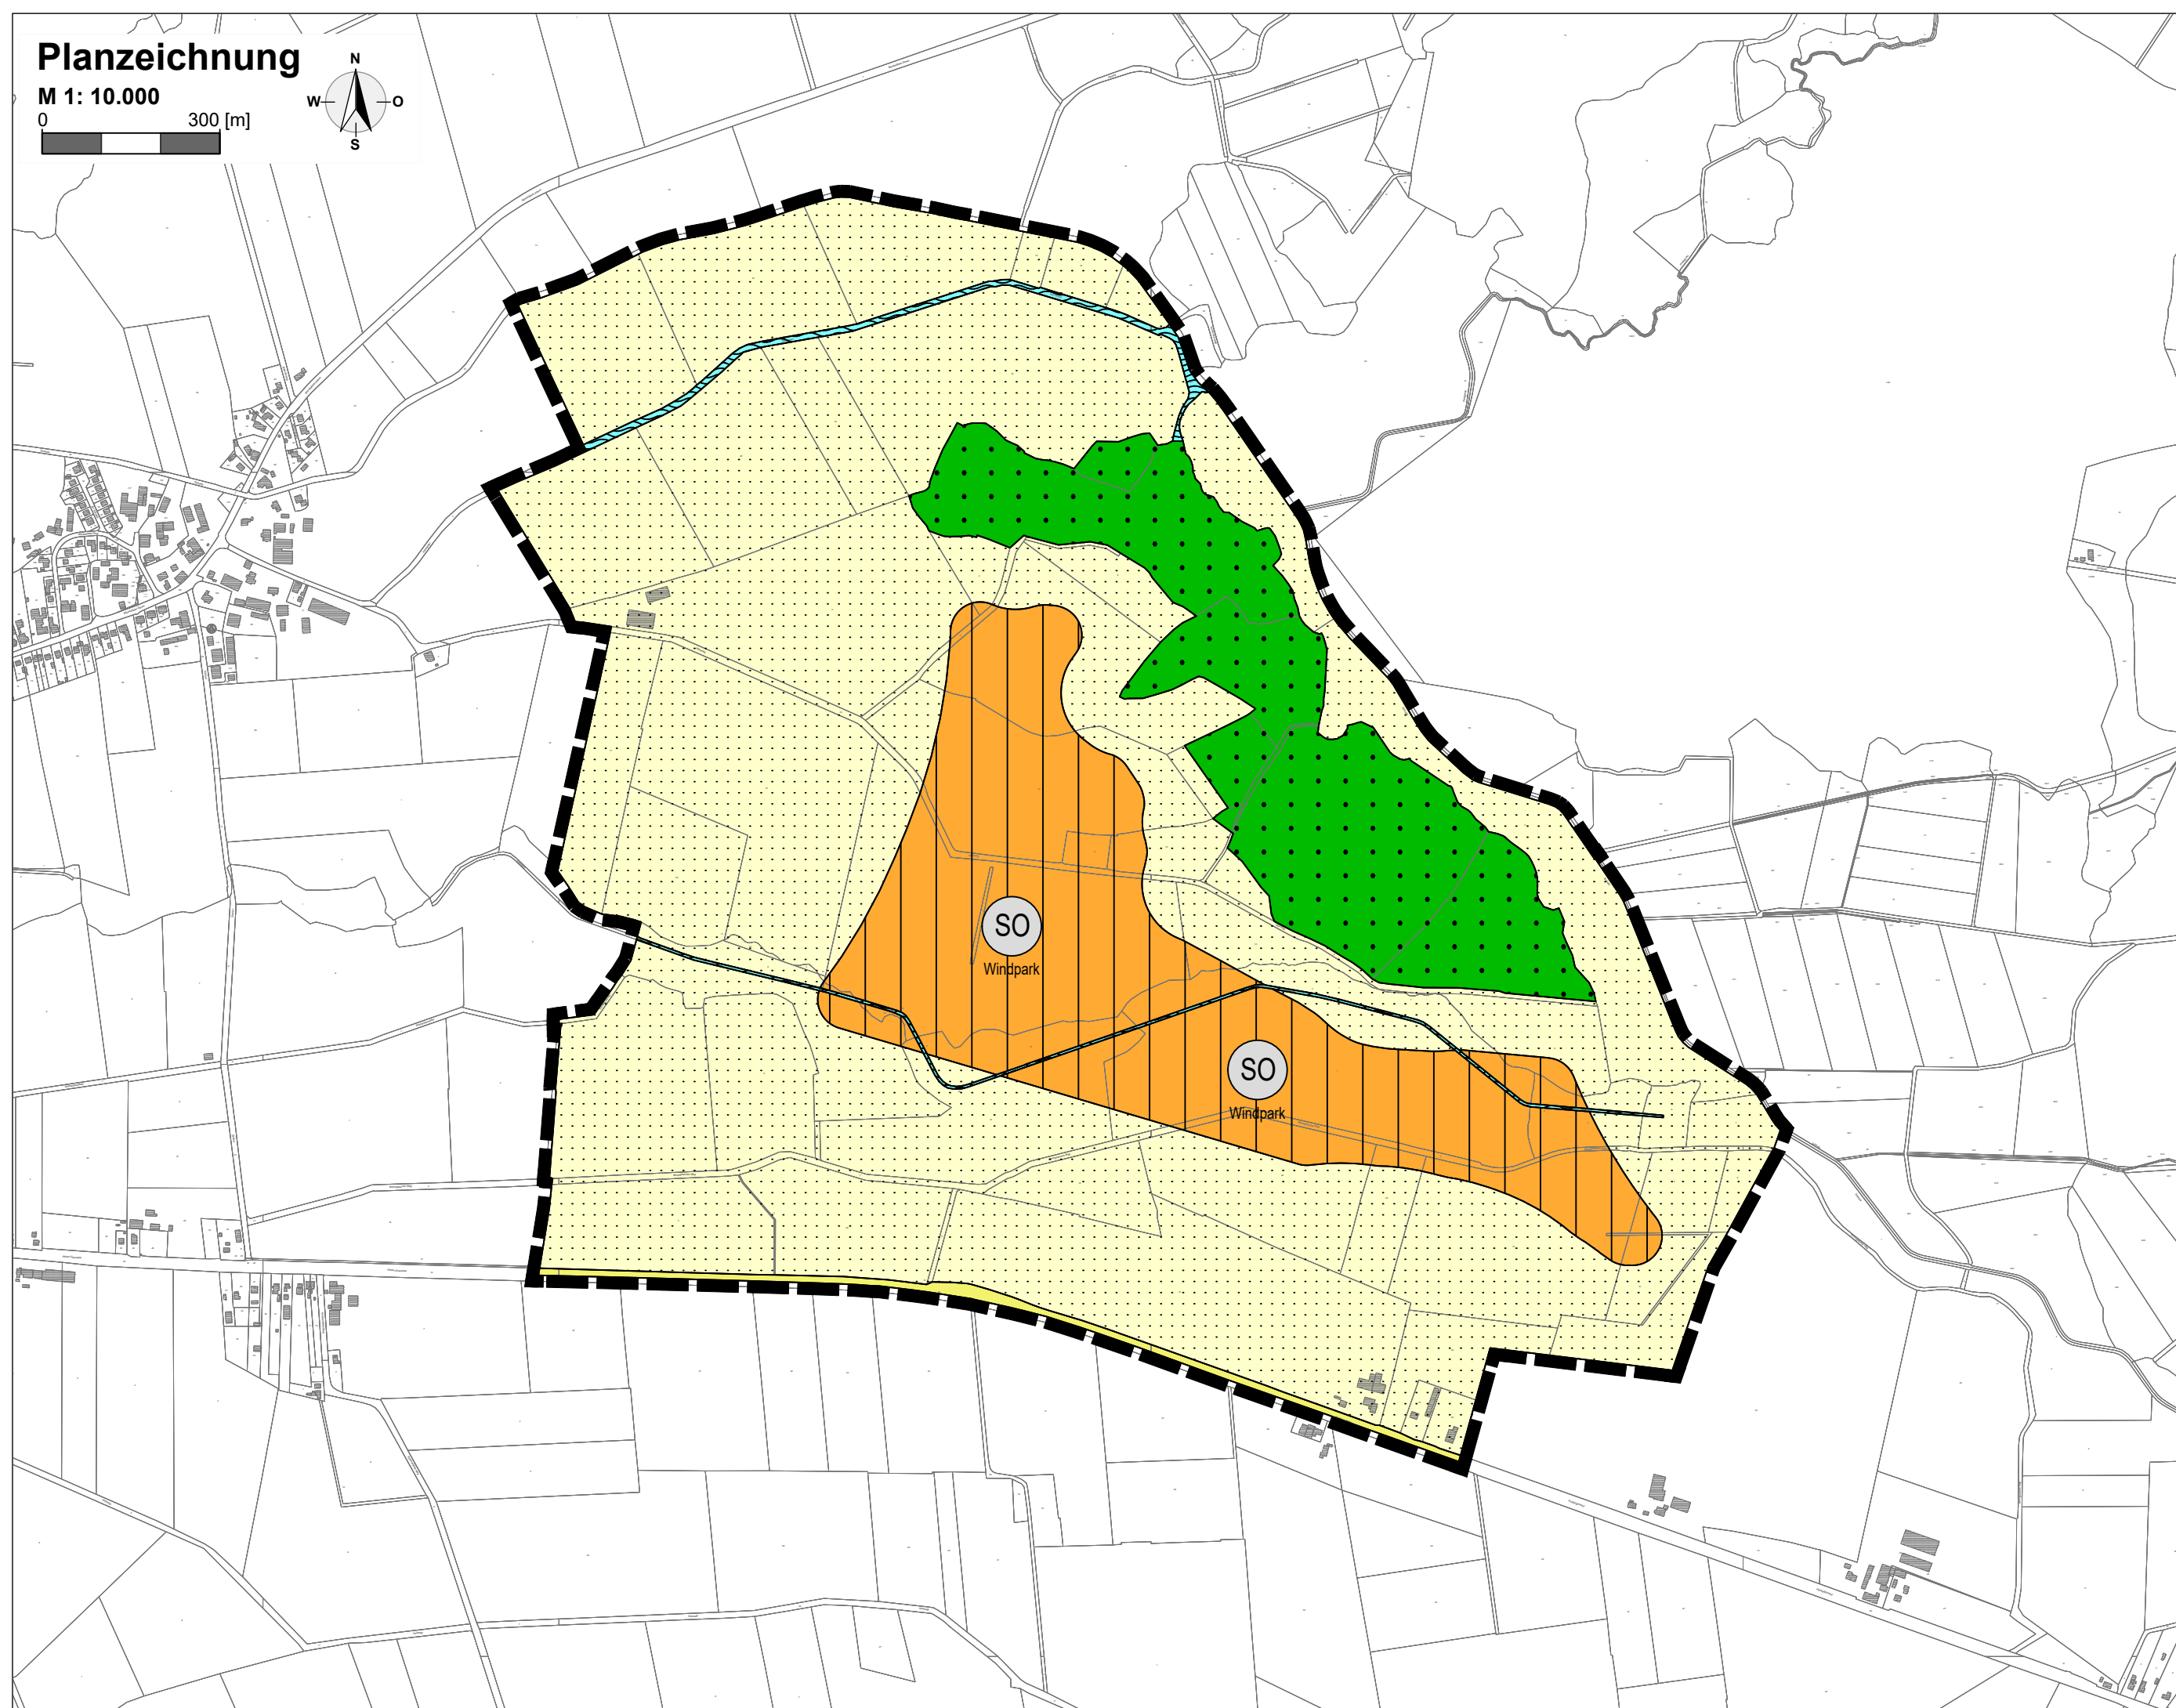 Planzeichnung
M 1: 10.000
0 300 [m]
N
W O
S
SO
Windpark
SO
Windpark